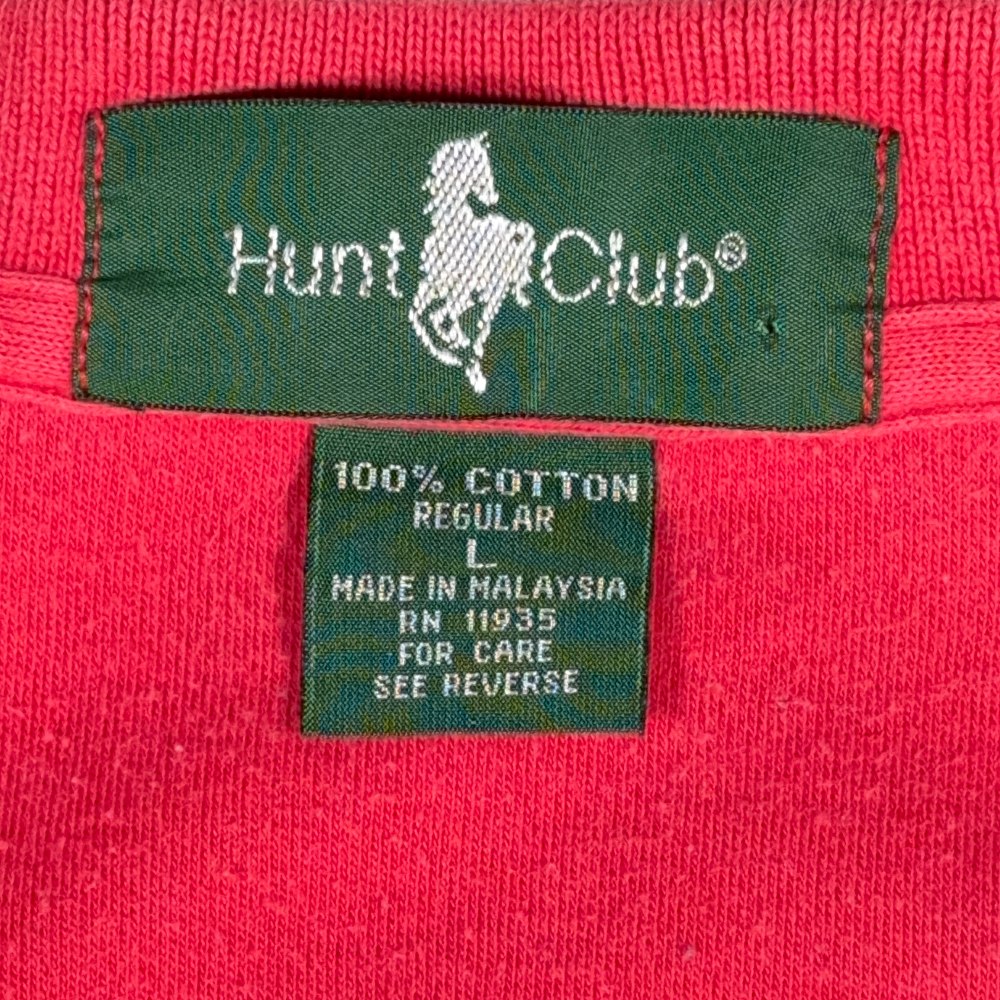 Hunt Club®
100% COTTON
REGULAR
L
MADE IN MALAYSIA
RN 11935
FOR CARE
SEE REVERSE